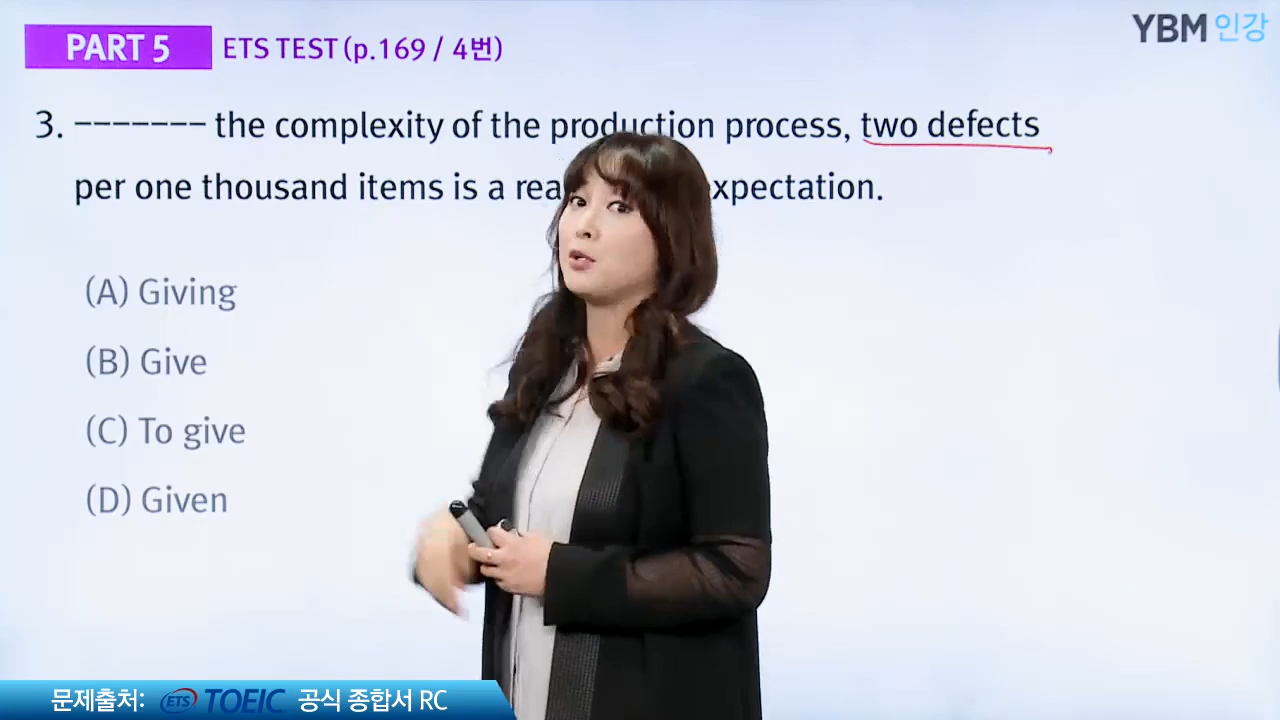 PART 5 ETS TEST (p.169 / 4번)
YBM 인강
3. ------- the complexity of the production process, two defects
per one thousand items is a rea xpectation.
(A) Giving
(B) Give
(C) To give
(D) Given
문제출처: ETS TOEIC 공식 종합서 RC